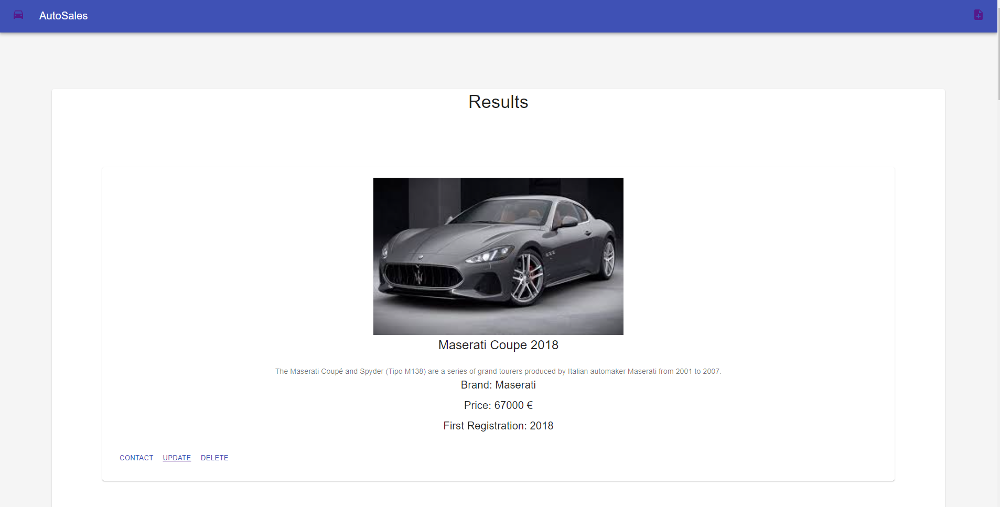 AutoSales
Results
Maserati Coupe 2018
The Maserati Coupé and Spyder (Tipo M138) are a series of grand tourers produced by Italian automaker Maserati from 2001 to 2007.
Brand: Maserati
Price: 67000 €
First Registration: 2018
CONTACT UPDATE DELETE